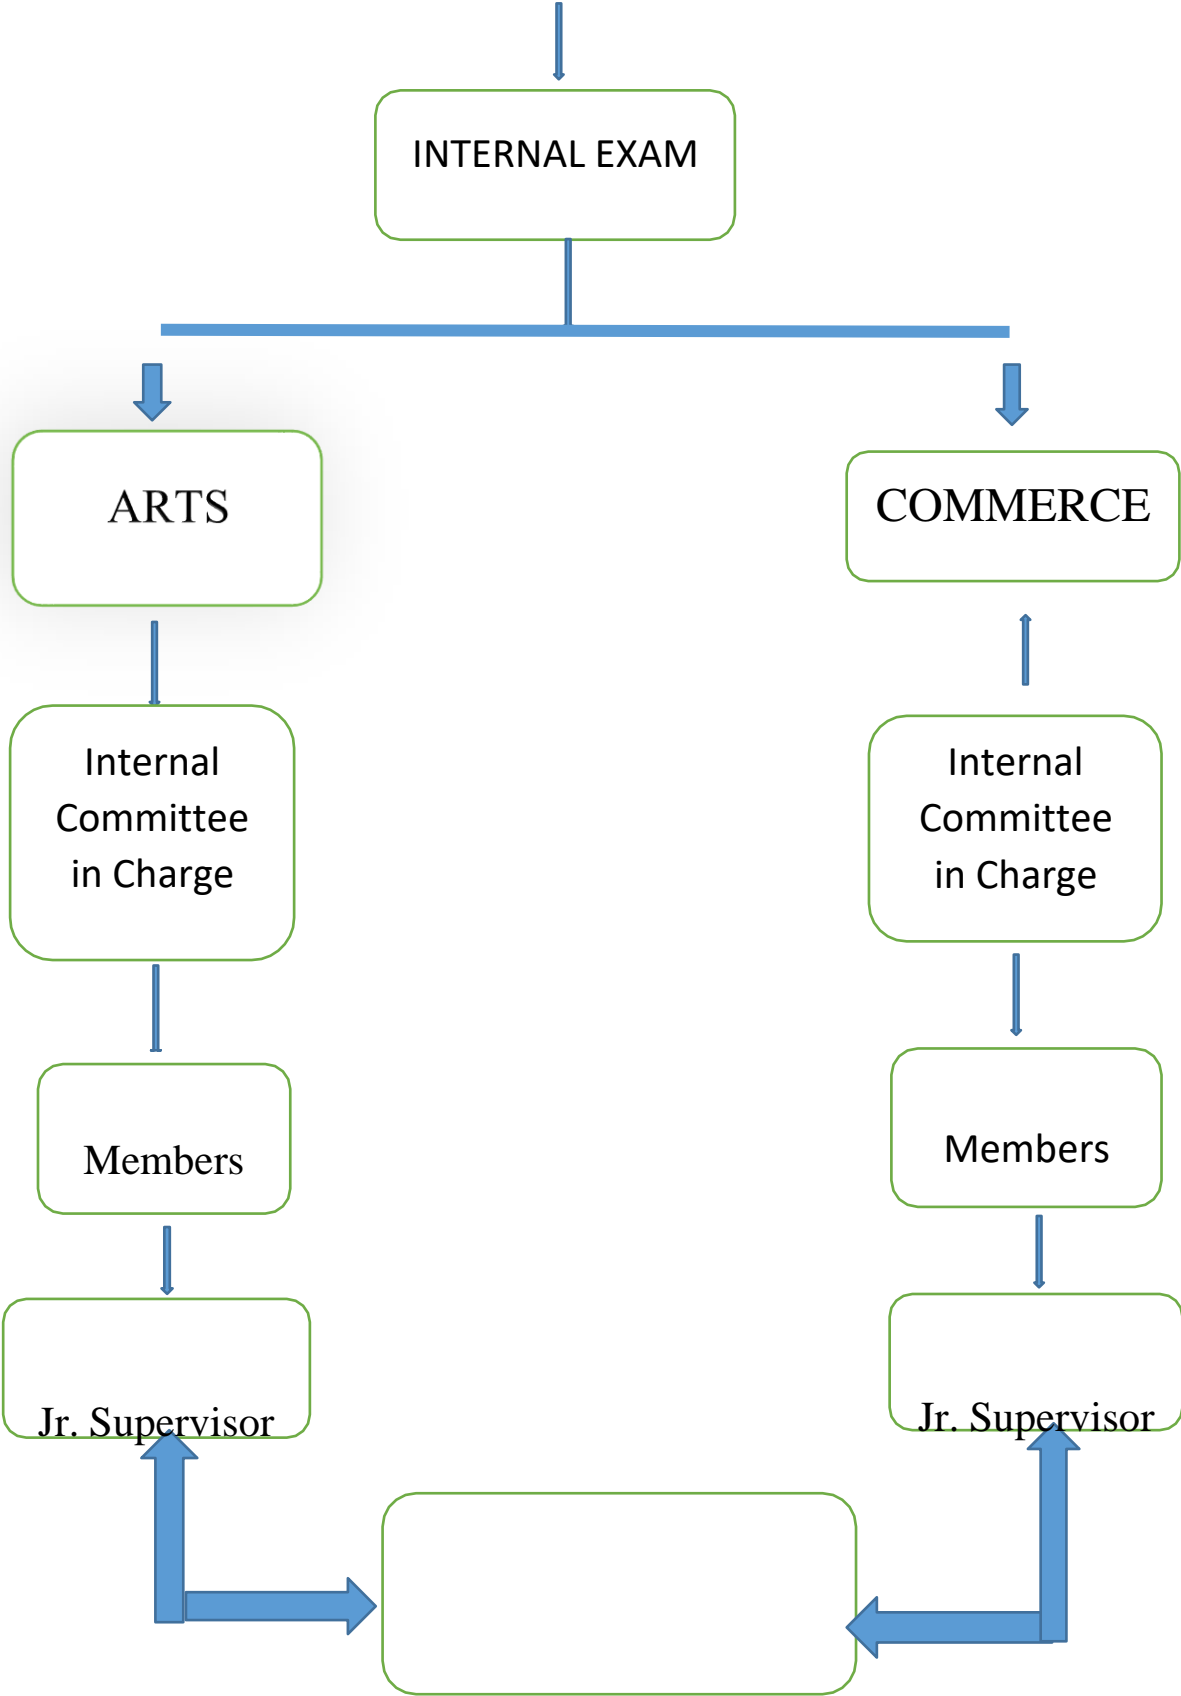 INTERNAL EXAM
ARTS
COMMERCE
Internal
Committee
in Charge
Internal
Committee
in Charge
Members
Members
Jr. Supervisor
Jr. Supervisor